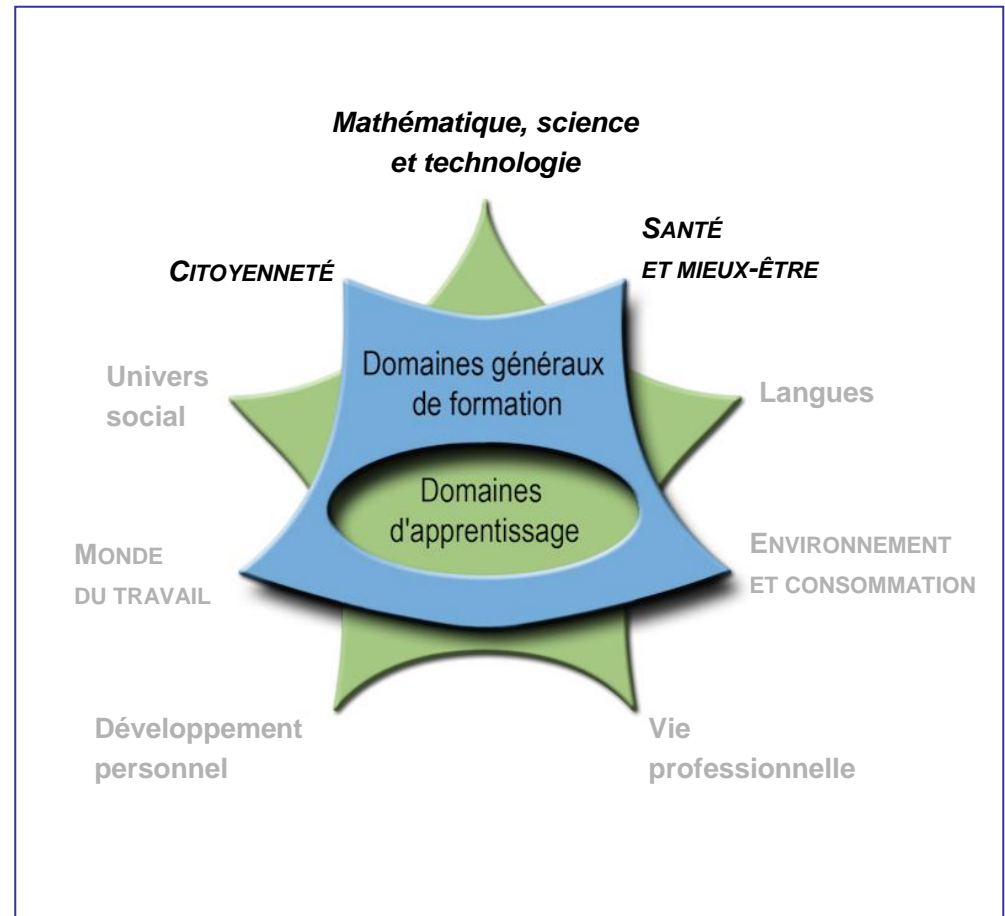 Mathématique, science
et technologie
SANTÉ
ET MIEUX-ÊTRE
CITOYENNETÉ
Domaines généraux
de formation
Univers
social
Langues
Domaines
d'apprentissage
MONDE
DU TRAVAIL
ENVIRONNEMENT
ET CONSOMMATION
Développement
personnel
Vie
professionnelle